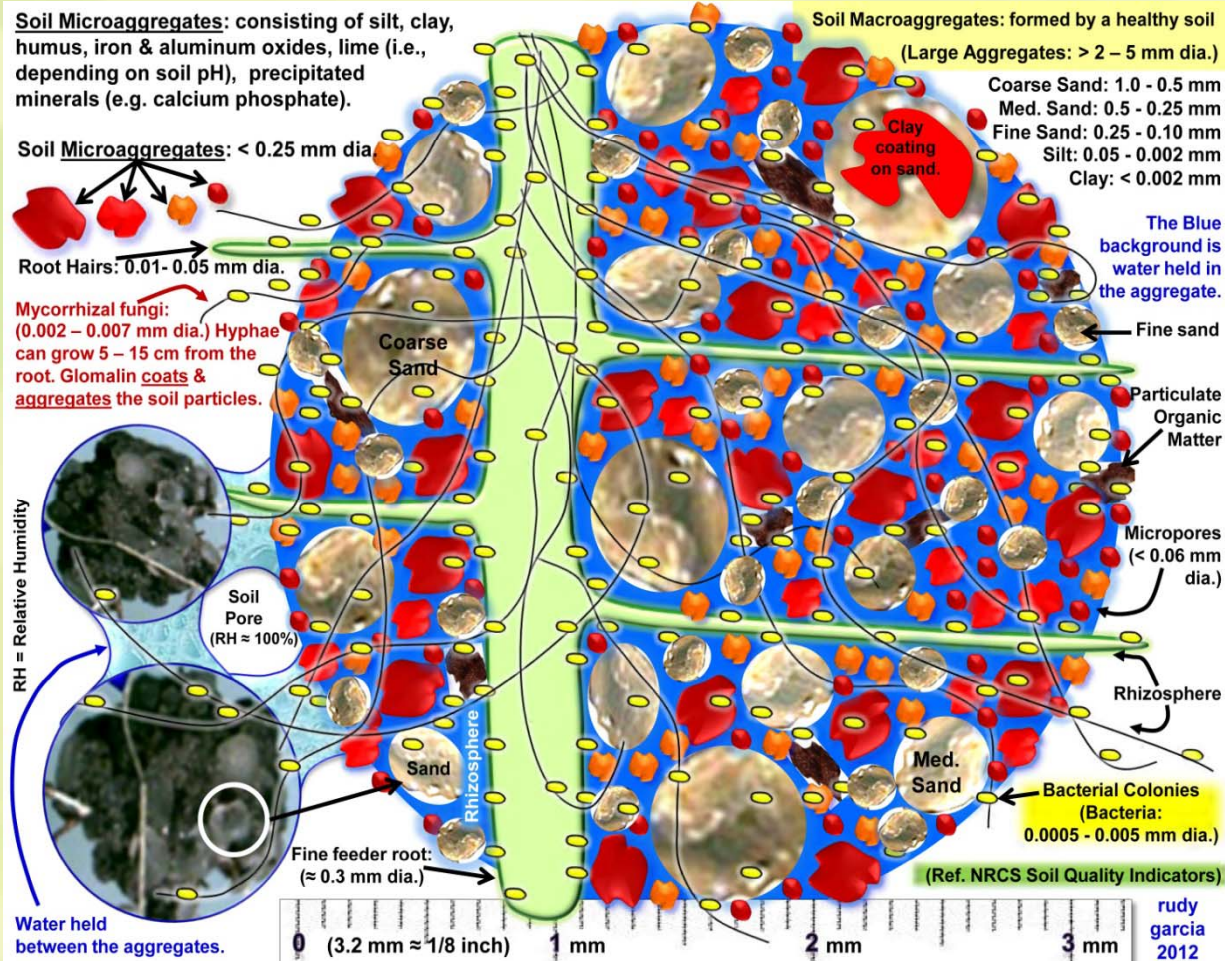 Soil Microaggregates: consisting of silt, clay,
humus, iron & aluminum oxides, lime (i.e.,
depending on soil pH), precipitated
minerals (e.g. calcium phosphate).
Soil Microaggregates: < 0.25 mm dia.
Root Hairs: 0.01- 0.05 mm dia.
Mycorrhizal fungi:
(0.002 – 0.007 mm dia.) Hyphae
can grow 5 – 15 cm from the
root. Glomalin coats &
aggregates the soil particles.
RH = Relative Humidity
Soil
Pore
(RH ≈ 100%)
Water held
between the aggregates.
Coarse
Sand
Sand
Rhizosphere
Fine feeder root:
(≈ 0.3 mm dia.)
Soil Macroaggregates: formed by a healthy soil
(Large Aggregates: > 2 – 5 mm dia.)
Coarse Sand: 1.0 - 0.5 mm
Med. Sand: 0.5 - 0.25 mm
Fine Sand: 0.25 - 0.10 mm
Silt: 0.05 - 0.002 mm
Clay: < 0.002 mm
Clay
coating
on sand.
The Blue
background is
water held in
the aggregate.
Fine sand
Particulate
Organic
Matter
Micropores
(< 0.06 mm
dia.)
Rhizosphere
Med.
Sand
Bacterial Colonies
(Bacteria:
0.0005 - 0.005 mm dia.)
(Ref. NRCS Soil Quality Indicators)
0 (3.2 mm ≈ 1/8 inch) 1 mm 2 mm 3 mm
rudy
garcia
2012